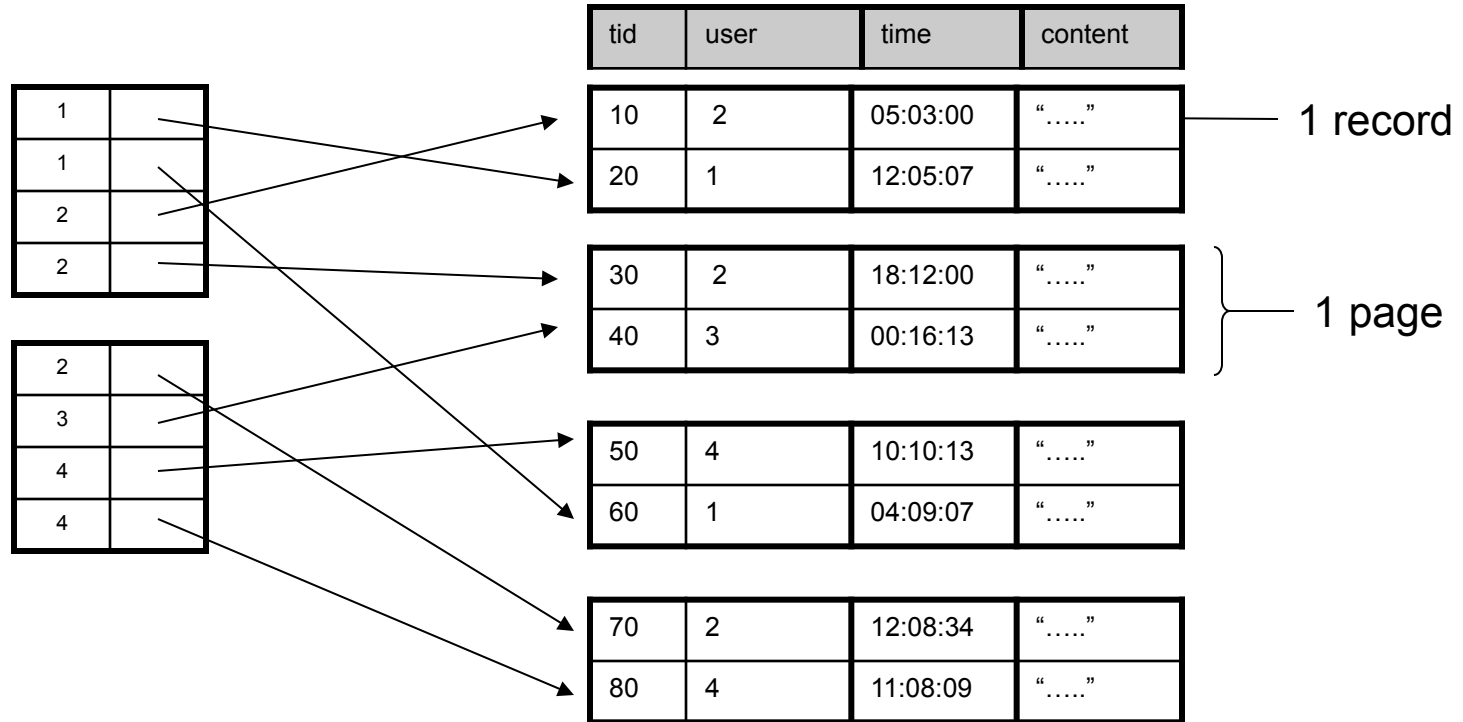 tid user time content
1
1
2
2
10 2 05:03:00 “…..”
20 1 12:05:07 “…..”
1 record
30 2 18:12:00 “…..”
40 3 00:16:13 “…..”
1 page
2
3
4
4
50 4 10:10:13 “…..”
60 1 04:09:07 “…..”
70 2 12:08:34 “…..”
80 4 11:08:09 “…..”